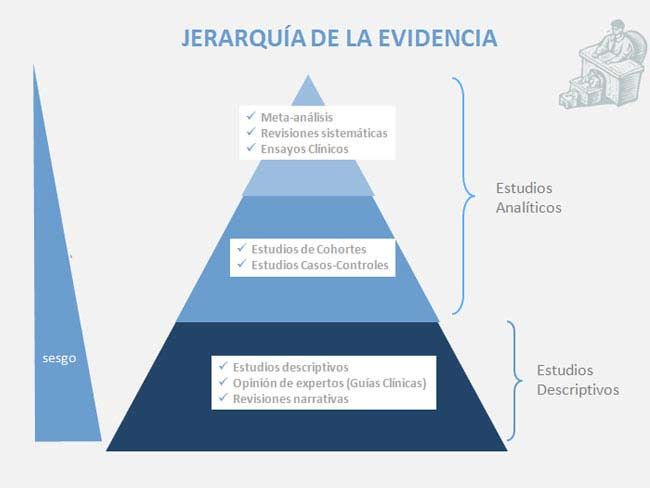 JERARQUÍA DE LA EVIDENCIA
✓ Meta-análisis
✓ Revisiones sistemáticas
✓ Ensayos Clínicos
Estudios
Analíticos
✓ Estudios de Cohortes
✓ Estudios Casos-Controles
sesgo
✓ Estudios descriptivos
✓ Opinión de expertos (Guías Clínicas)
✓ Revisiones narrativas
Estudios
Descriptivos